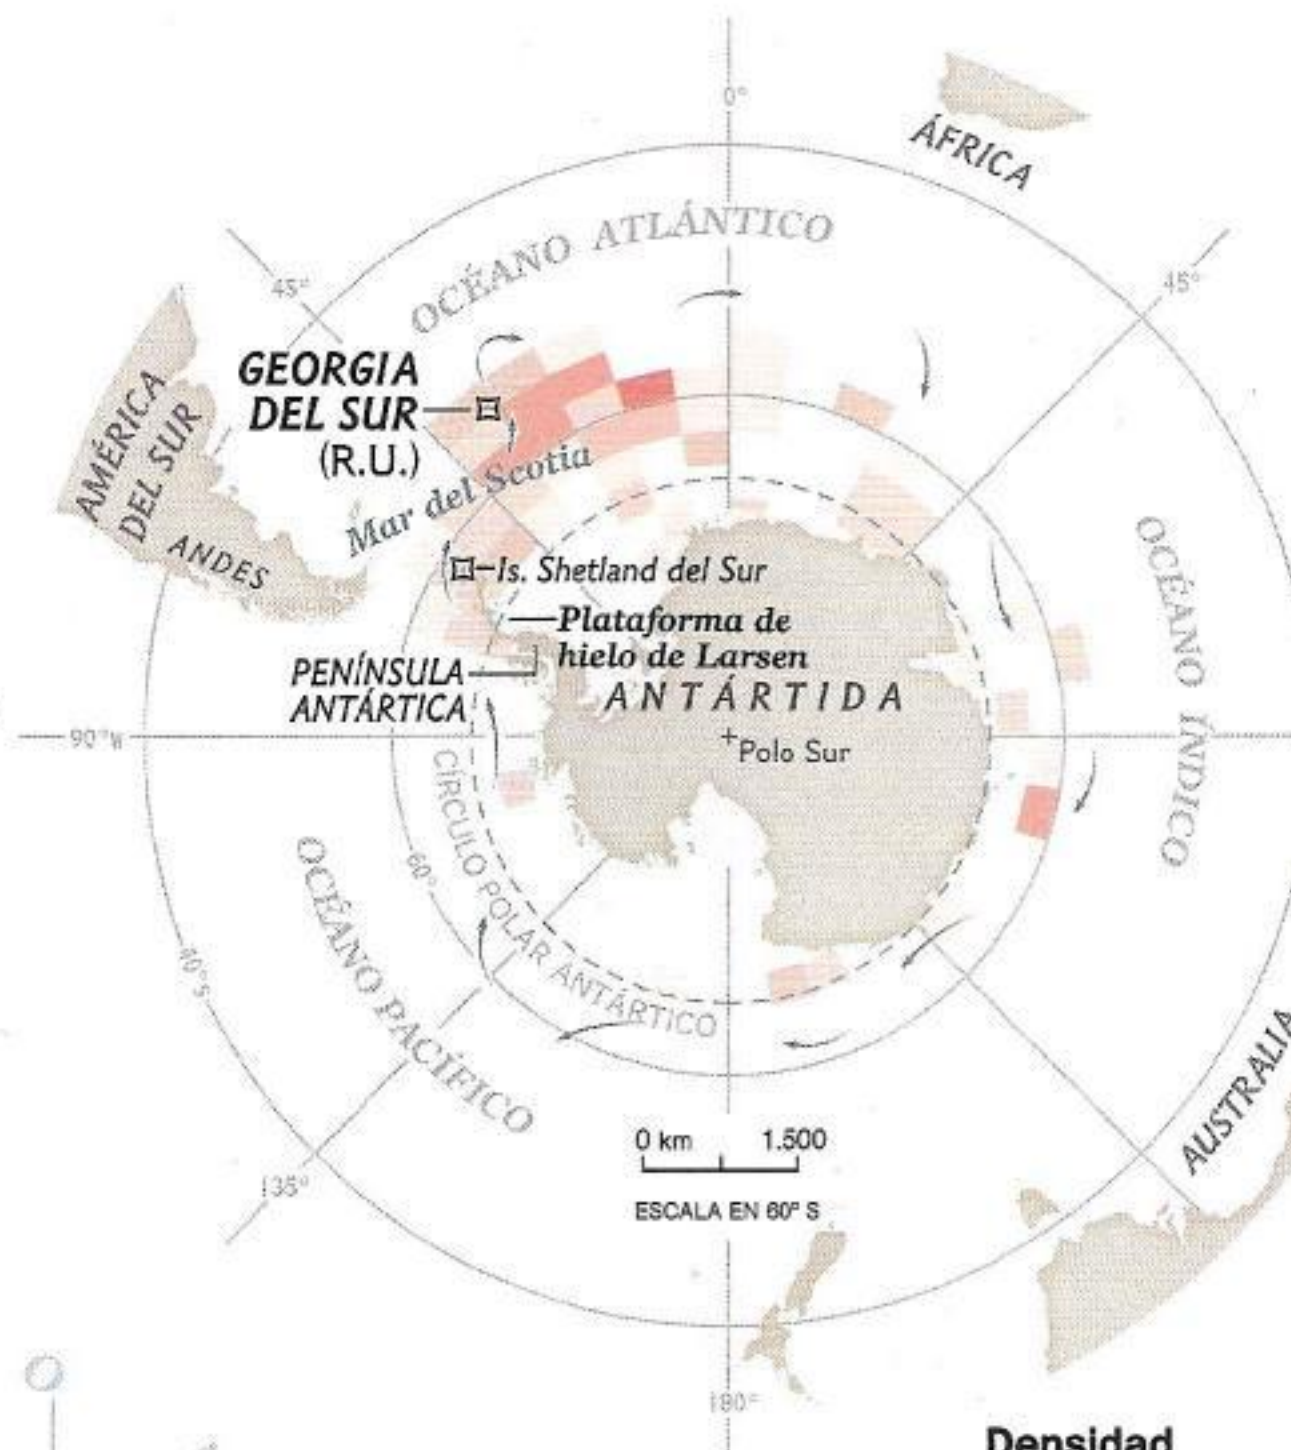 0°
ÁFRICA
OCÉANO ATLÁNTICO
45°
45°
GEORGIA
DEL SUR
(R.U.)
AMÉRICA
DEL SUR
ANDES
Mar del Scotia
Is. Shetland del Sur
Plataforma de
hielo de Larsen
PENÍNSULA
ANTÁRTICA
ANTÁRTIDA
Polo Sur
90°W
OCÉANO ÍNDICO
CÍRCULO POLAR ANTÁRTICO
60°
40°S
OCÉANO PACÍFICO
135°
AUSTRALIA
0 km 1.500
ESCALA EN 60º S
180°
Densidad